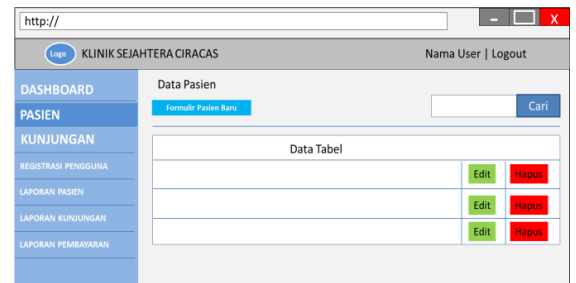 http://
– X
Logo KLINIK SEJAHTERA CIRACAS Nama User | Logout
DASHBOARD
PASIEN
KUNJUNGAN
REGISTRASI PENGGUNA
LAPORAN PASIEN
LAPORAN KUNJUNGAN
LAPORAN PEMBAYARAN
Data Pasien
Formulir Pasien Baru
Cari
Data Tabel
Edit Hapus
Edit Hapus
Edit Hapus